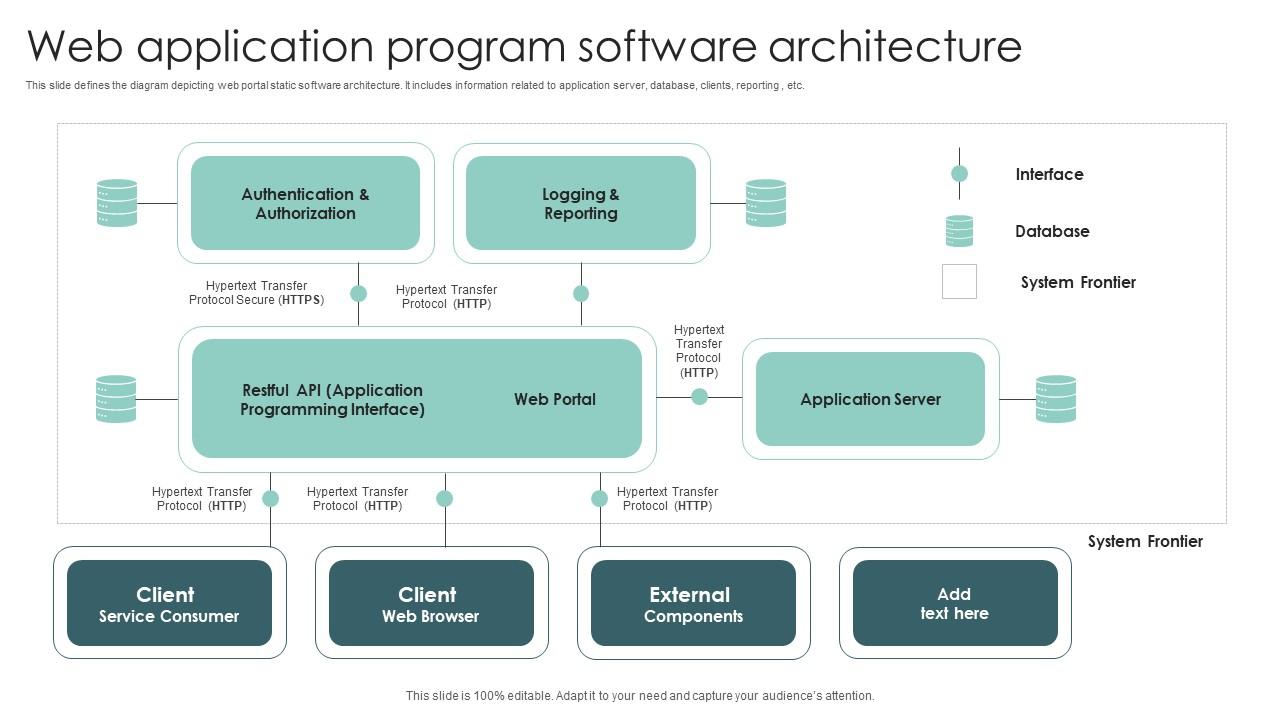 Web application program software architecture
This slide defines the diagram depicting web portal static software architecture. It includes information related to application server, database, clients, reporting , etc.
Authentication &
Authorization
Logging &
Reporting
Interface
Database
System Frontier
Hypertext Transfer
Protocol Secure (HTTPS)
Hypertext Transfer
Protocol (HTTP)
Hypertext
Transfer
Protocol
(HTTP)
Restful API (Application
Programming Interface)
Web Portal
Application Server
Hypertext Transfer
Protocol (HTTP)
Hypertext Transfer
Protocol (HTTP)
Hypertext Transfer
Protocol (HTTP)
System Frontier
Client
Service Consumer
Client
Web Browser
External
Components
Add
text here
This slide is 100% editable. Adapt it to your need and capture your audience’s attention.